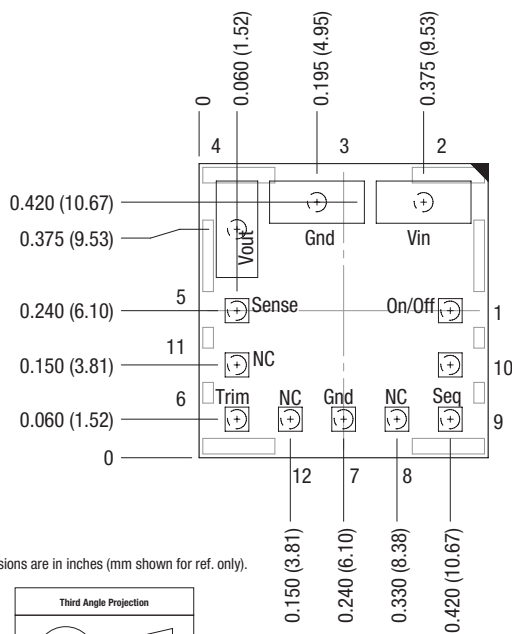 0
0.060 (1.52)
0.195 (4.95)
0.375 (9.53)
4
3
2
0.420 (10.67)
0.375 (9.53)
Vout
Gnd
Vin
5
0.240 (6.10)
Sense
On/Off
1
11
0.150 (3.81)
NC
10
6
0.060 (1.52)
Trim
NC
Gnd
NC
Seq
9
0
12
7
8
0.150 (3.81)
0.240 (6.10)
0.330 (8.38)
0.420 (10.67)
are in inches (mm shown for ref. only).
Third Angle Projection